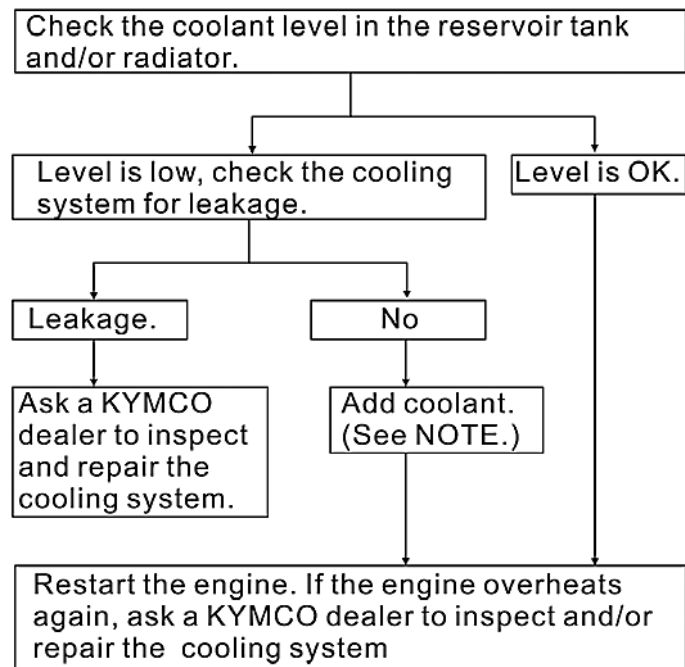 Check the coolant level in the reservoir tank
and/or radiator.
Level is low, check the cooling
system for leakage.
Level is OK.
Leakage.
No
Ask a KYMCO
dealer to inspect
and repair the
cooling system.
Add coolant.
(See NOTE.)
Restart the engine. If the engine overheats
again, ask a KYMCO dealer to inspect and/or
repair the cooling system